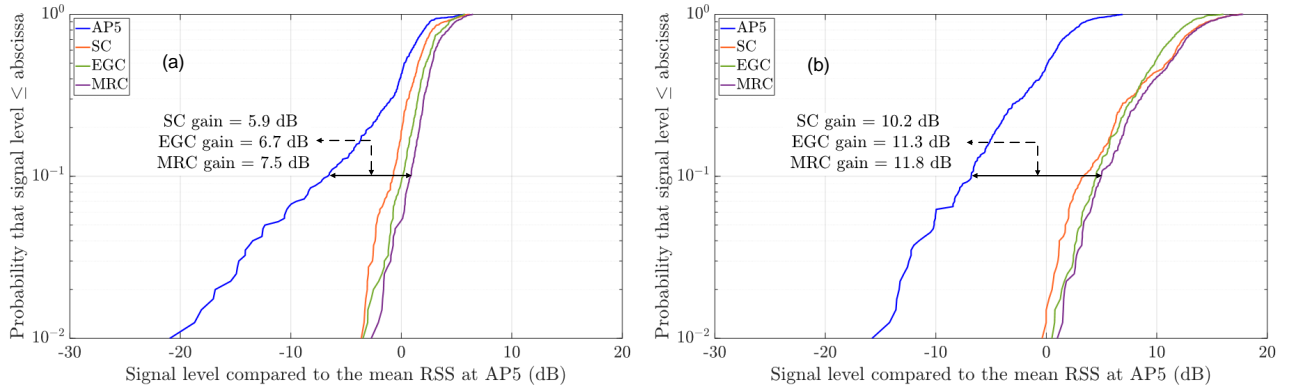 Probability that signal level ≤ abscissa
10⁰
10⁻¹
10⁻²
AP5
SC
EGC
MRC
(a)
SC gain = 5.9 dB
EGC gain = 6.7 dB
MRC gain = 7.5 dB
-30 -20 -10 0 10 20
Signal level compared to the mean RSS at AP5 (dB)
Probability that signal level ≤ abscissa
10⁰
10⁻¹
10⁻²
AP5
SC
EGC
MRC
(b)
SC gain = 10.2 dB
EGC gain = 11.3 dB
MRC gain = 11.8 dB
-30 -20 -10 0 10 20
Signal level compared to the mean RSS at AP5 (dB)